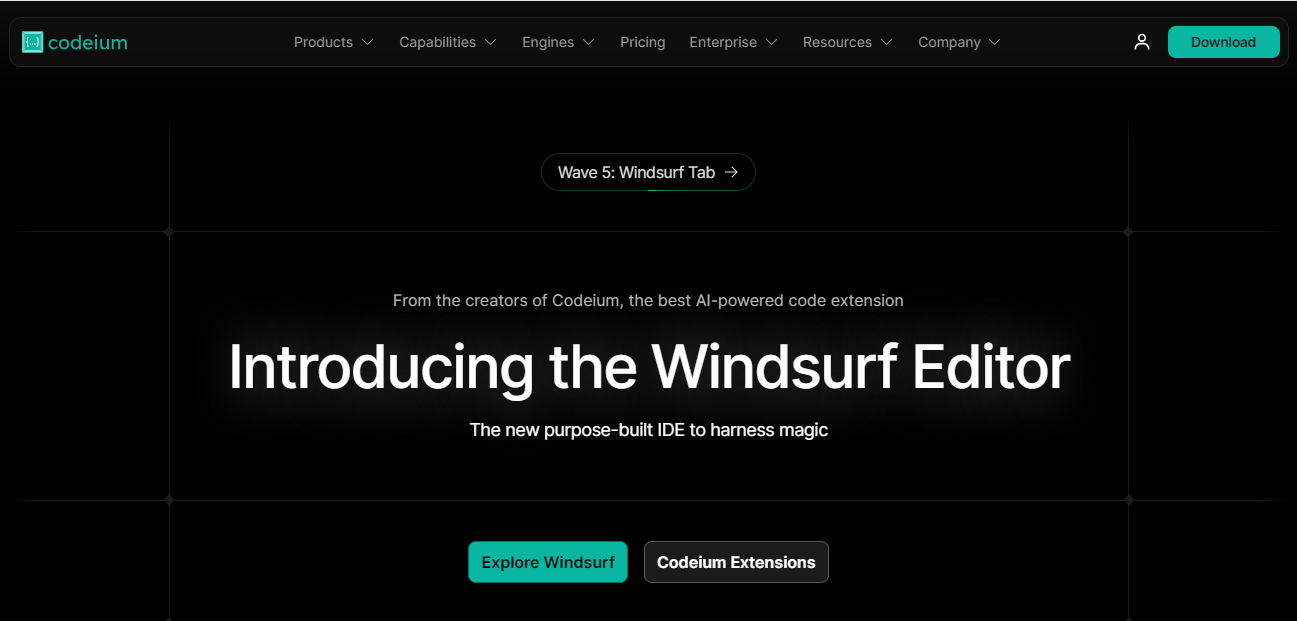 {...} codeium Products Capabilities Engines Pricing Enterprise Resources Company Download
Wave 5: Windsurf Tab →
From the creators of Codeium, the best AI-powered code extension
Introducing the Windsurf Editor
The new purpose-built IDE to harness magic
Explore Windsurf Codeium Extensions